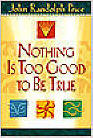 John Randolph Price
NOTHING
IS TOO GOOD
TO BE TRUE